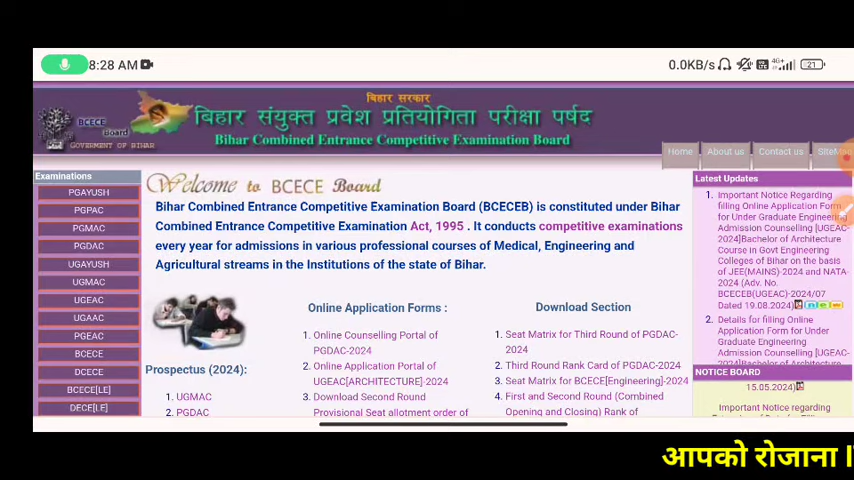 8:28 AM
0.0KB/s
4G+
21
बिहार सरकार
बिहार संयुक्त प्रवेश प्रतियोगिता परीक्षा पर्षद
Bihar Combined Entrance Competitive Examination Board
BCECE
Board
GOVERMENT OF BIHAR
Home
About us
Contact us
SiteMa
Examinations
PGAYUSH
PGPAC
PGMAC
PGDAC
UGAYUSH
UGMAC
UGEAC
UGAAC
PGEAC
BCECE
DCECE
BCECE[LE]
DECE[LE]
Welcome to BCECE Board
Bihar Combined Entrance Competitive Examination Board (BCECEB) is constituted under Bihar
Combined Entrance Competitive Examination Act, 1995 . It conducts competitive examinations
every year for admissions in various professional courses of Medical, Engineering and
Agricultural streams in the Institutions of the state of Bihar.
Prospectus (2024):
1. UGMAC
2. PGDAC
Online Application Forms :
1. Online Counselling Portal of
PGDAC-2024
2. Online Application Portal of
UGEAC[ARCHITECTURE]-2024
3. Download Second Round
Provisional Seat allotment order of
Download Section
1. Seat Matrix for Third Round of PGDAC-
2024
2. Third Round Rank Card of PGDAC-2024
3. Seat Matrix for BCECE[Engineering]-2024
4. First and Second Round (Combined
Opening and Closing) Rank of
Latest Updates
1. Important Notice Regarding
filling Online Application Form
for Under Graduate Engineering
Admission Counselling [UGEAC-
2024]Bachelor of Architecture
Course in Govt Engineering
Colleges of Bihar on the basis
of JEE(MAINS)-2024 and NATA-
2024 (Adv. No.
BCECEB(UGEAC)-2024/07
Dated 19.08.2024)
2. Details for filling Online
Application Form for Under
Graduate Engineering
Admission Counselling [UGEAC-
2024]Bachelor of Architecture
NOTICE BOARD
15.05.2024)
Important Notice regarding
आपको रोजाना